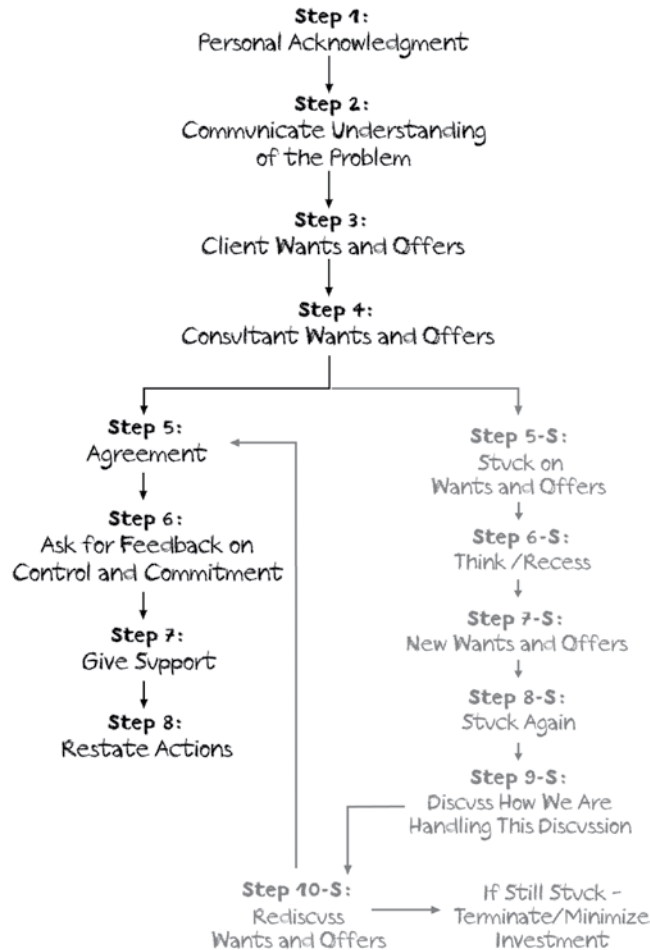 Step 1:
Personal Acknowledgment
Step 2:
Communicate Understanding
of the Problem
Step 3:
Client Wants and Offers
Step 4:
Consultant Wants and Offers
Step 5:
Agreement
Step 6:
Ask for Feedback on
Control and Commitment
Step 7:
Give Support
Step 8:
Restate Actions
Step 5-S:
Stuck on
Wants and Offers
Step 6-S:
Think/Recess
Step 7-S:
New Wants and Offers
Step 8-S:
Stuck Again
Step 9-S:
Discuss How We Are
Handling This Discussion
Step 10-S:
Rediscuss
Wants and Offers
If Still Stuck -
Terminate/Minimize
Investment